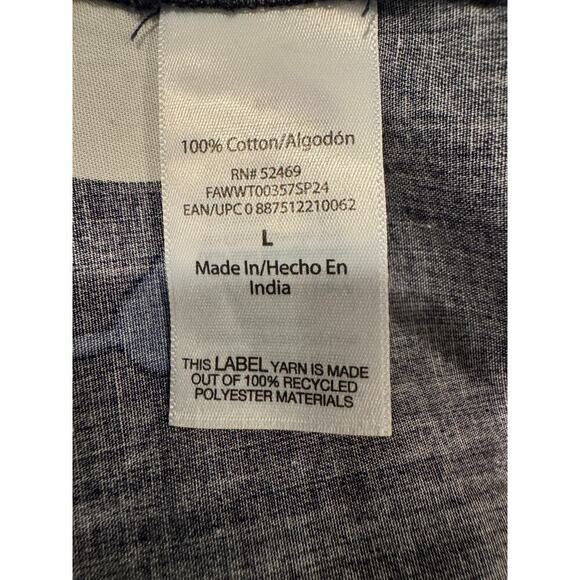 100% Cotton/Algodón
RN# 52469
FAWWT00357SP24
EAN/UPC 0 887512210062
L
Made In/Hecho En
India
THIS LABEL YARN IS MADE
OUT OF 100% RECYCLED
POLYESTER MATERIALS